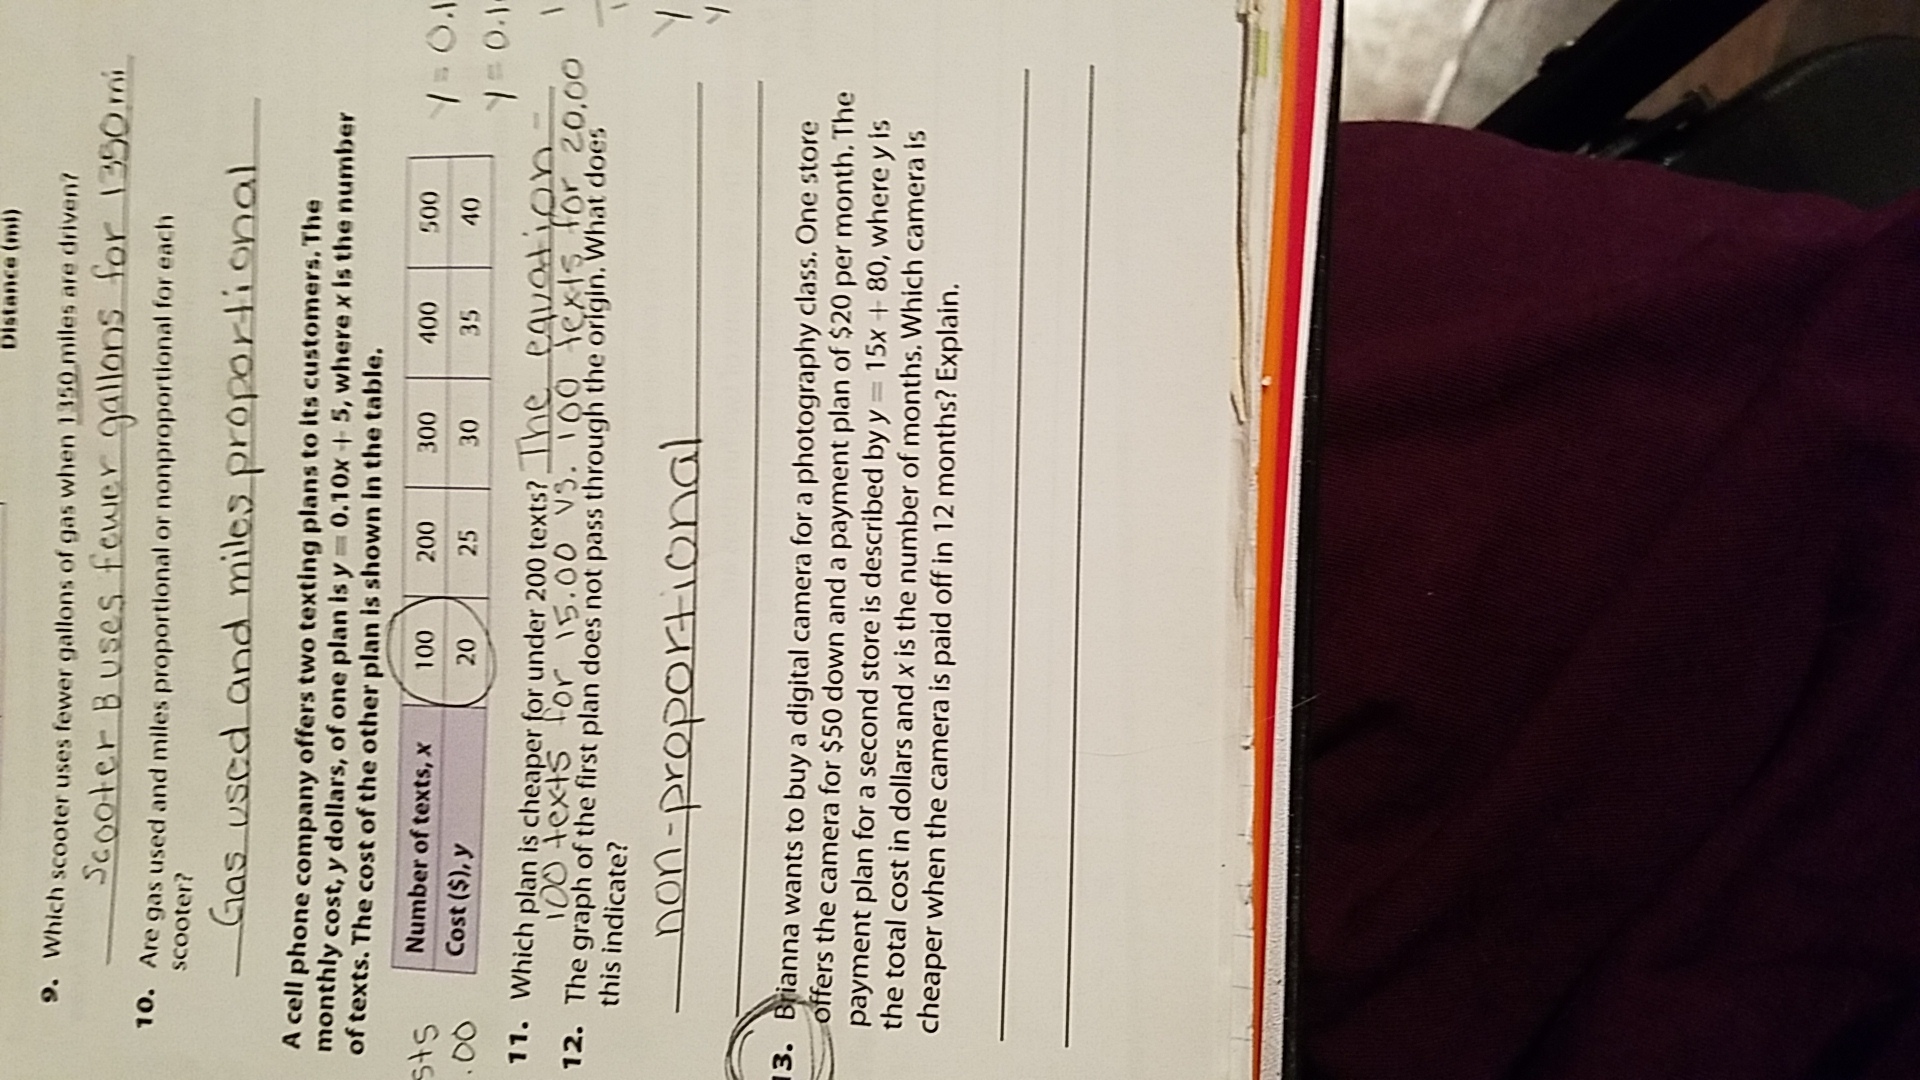 Distance (mi)
9. Which scooter uses fewer gallons of gas when 1350 miles are driven?
Scooter B uses fewer gallons for 1350 mi
10. Are gas used and miles proportional or nonproportional for each
scooter?
Gas used and miles proportional
A cell phone company offers two texting plans to its customers. The
monthly cost, y dollars, of one plan is y = 0.10x + 5, where x is the number
of texts. The cost of the other plan is shown in the table.
Number of texts, x 100 200 300 400 500
Cost ($), y 20 25 30 35 40
y = 0.1
y = 0.1
sts
.00
11. Which plan is cheaper for under 200 texts? The equation -
100 texts for 15.00 vs. 100 texts for 20.00
12. The graph of the first plan does not pass through the origin. What does
this indicate?
non-proportional
y
y
13. Brianna wants to buy a digital camera for a photography class. One store
offers the camera for $50 down and a payment plan of $20 per month. The
payment plan for a second store is described by y = 15x + 80, where y is
the total cost in dollars and x is the number of months. Which camera is
cheaper when the camera is paid off in 12 months? Explain.